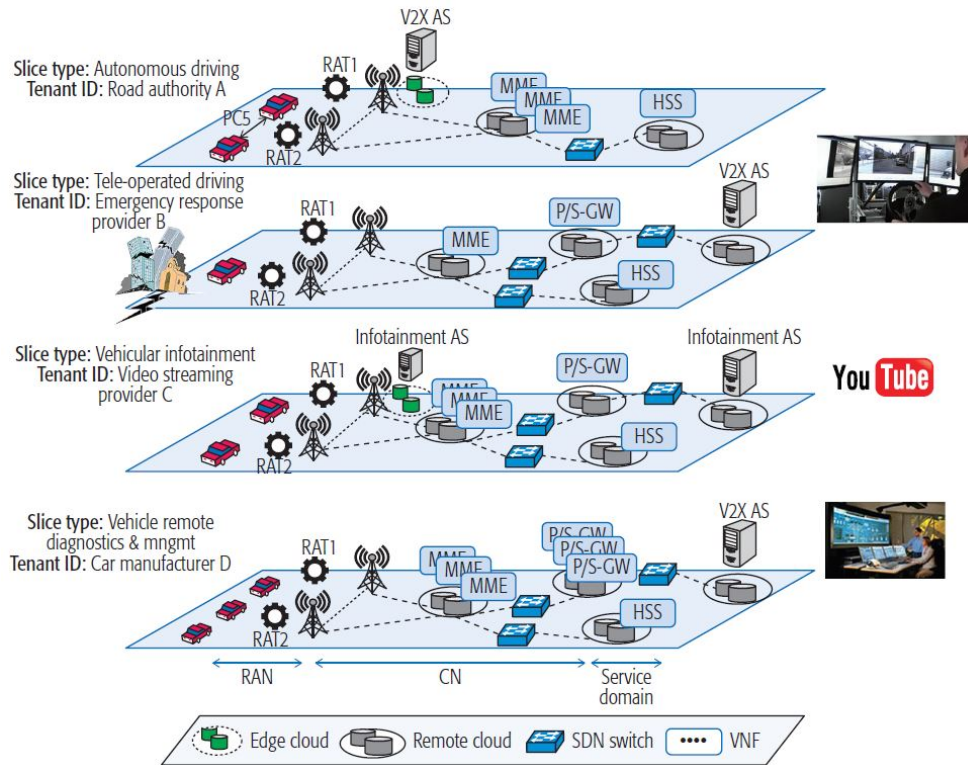 V2X AS
Slice type: Autonomous driving
Tenant ID: Road authority A
RAT1
PC5
RAT2
MME
MME
MME
HSS
Slice type: Tele-operated driving
Tenant ID: Emergency response
provider B
RAT1
RAT2
MME
P/S-GW
HSS
V2X AS
Slice type: Vehicular infotainment
Tenant ID: Video streaming
provider C
RAT1
RAT2
Infotainment AS
MME
MME
MME
P/S-GW
HSS
Infotainment AS
You Tube
Slice type: Vehicle remote
diagnostics & mngmt
Tenant ID: Car manufacturer D
RAT1
RAT2
MME
MME
MME
P/S-GW
P/S-GW
P/S-GW
HSS
V2X AS
RAN
CN
Service
domain
Edge cloud
Remote cloud
SDN switch
•••• VNF